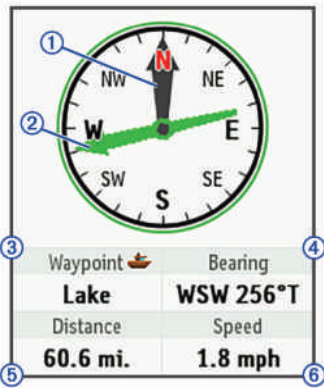 ①
N
NW NE
②
W E
SW SE
S
③ ④
Waypoint Bearing
Lake WSW 256°T
Distance Speed
60.6 mi. 1.8 mph
⑤ ⑥